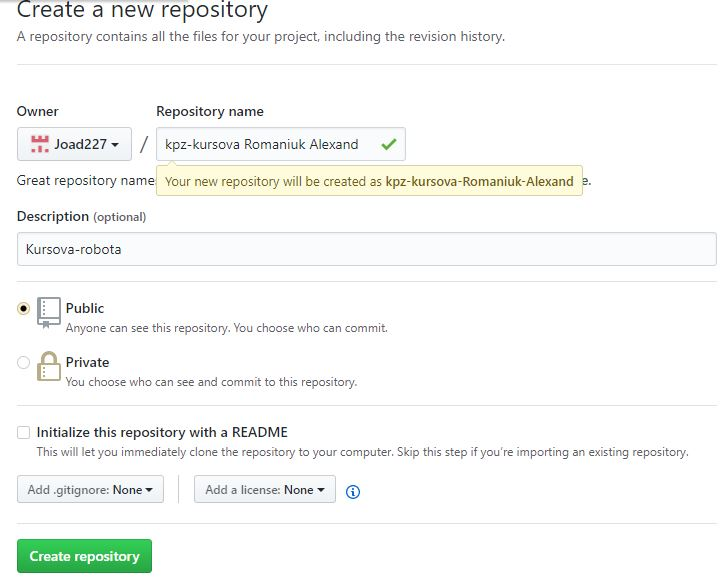 Create a new repository
A repository contains all the files for your project, including the revision history.
Owner
Repository name
Joad227
/
kpz-kursova Romaniuk Alexand
Great repository name
Your new repository will be created as kpz-kursova-Romaniuk-Alexand
e.
Description (optional)
Kursova-robota
Public
Anyone can see this repository. You choose who can commit.
Private
You choose who can see and commit to this repository.
Initialize this repository with a README
This will let you immediately clone the repository to your computer. Skip this step if you're importing an existing repository.
Add .gitignore: None
Add a license: None
Create repository